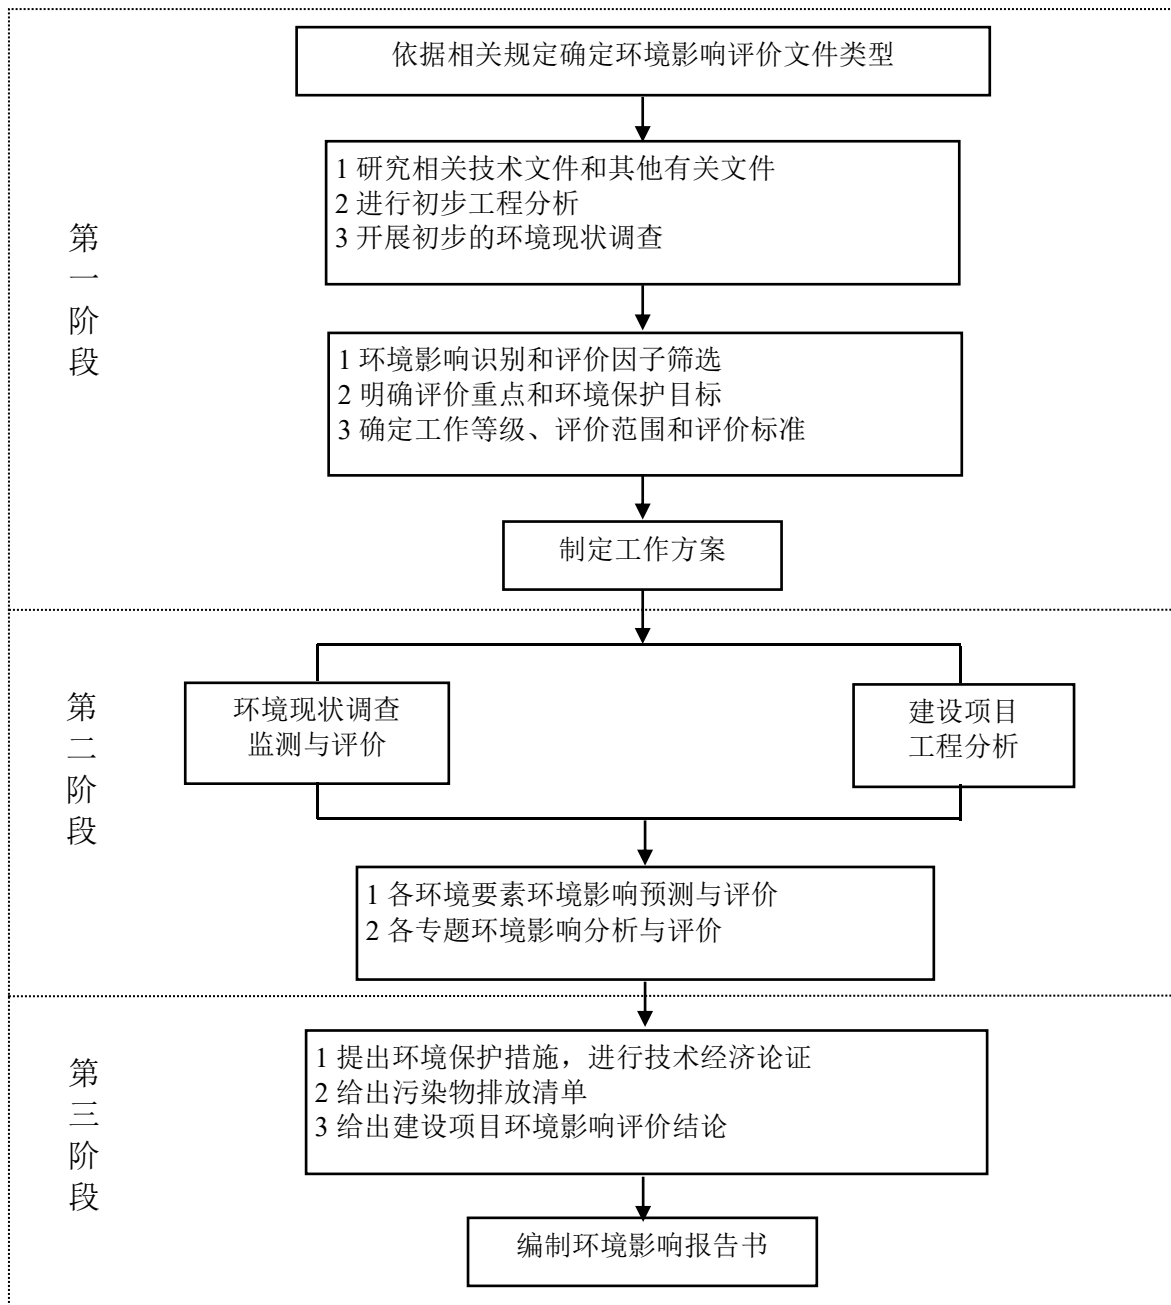 依据相关规定确定环境影响评价文件类型
1 研究相关技术文件和其他有关文件
2 进行初步工程分析
3 开展初步的环境现状调查
第一阶段
1 环境影响识别和评价因子筛选
2 明确评价重点和环境保护目标
3 确定工作等级、评价范围和评价标准
制定工作方案
第二阶段
环境现状调查
监测与评价
建设项目
工程分析
1 各环境要素环境影响预测与评价
2 各专题环境影响分析与评价
第三阶段
1 提出环境保护措施，进行技术经济论证
2 给出污染物排放清单
3 给出建设项目环境影响评价结论
编制环境影响报告书